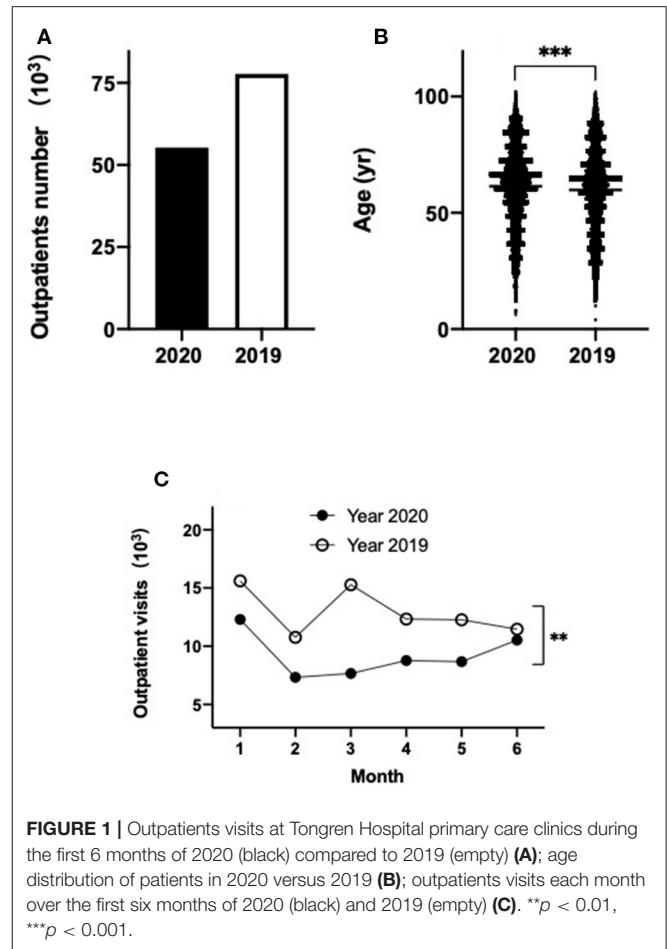 A
Outpatients number (10³)
75
50
25
0
2020 2019
B
***
Age (yr)
100
50
0
2020 2019
C
Year 2020
Year 2019
Outpatient visits (10³)
20
15
10
5
**
1 2 3 4 5 6
Month
FIGURE 1 | Outpatients visits at Tongren Hospital primary care clinics during
the first 6 months of 2020 (black) compared to 2019 (empty) (A); age
distribution of patients in 2020 versus 2019 (B); outpatients visits each month
over the first six months of 2020 (black) and 2019 (empty) (C). **p < 0.01,
***p < 0.001.